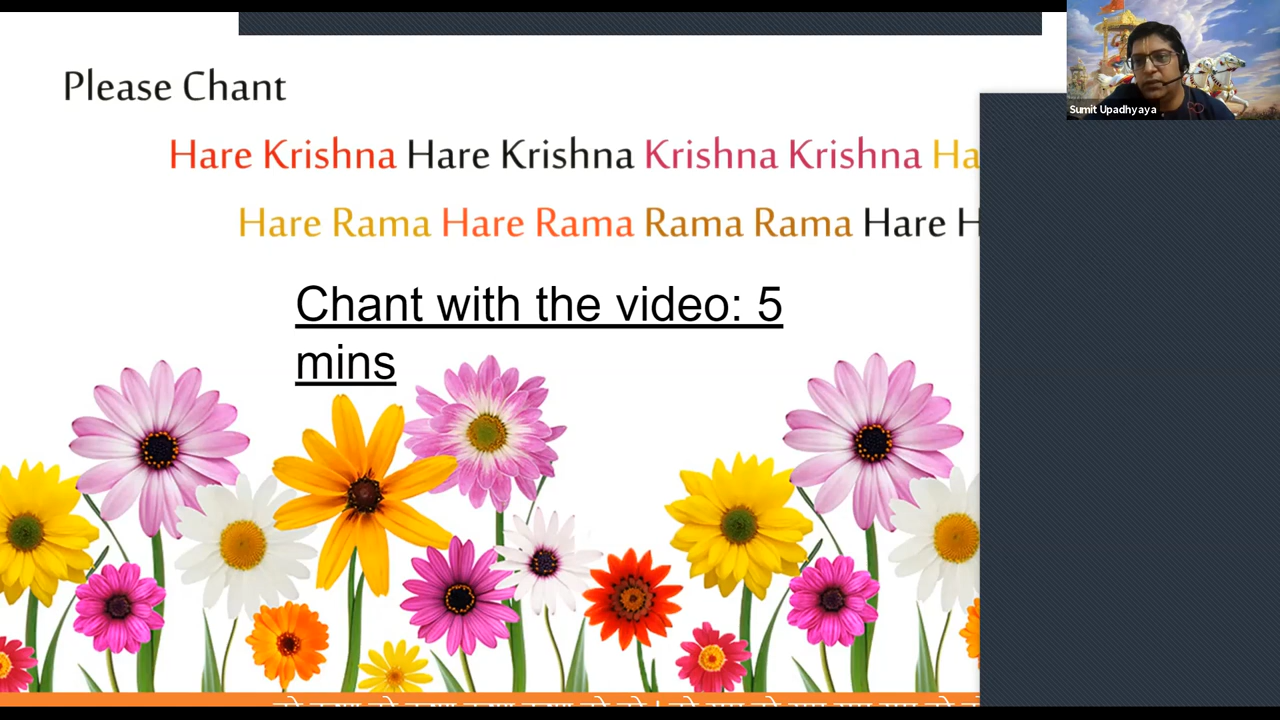 Please Chant
Hare Krishna Hare Krishna Krishna Krishna Ha
Hare Rama Hare Rama Rama Rama Hare H
Chant with the video: 5
mins
Sumit Upadhyaya